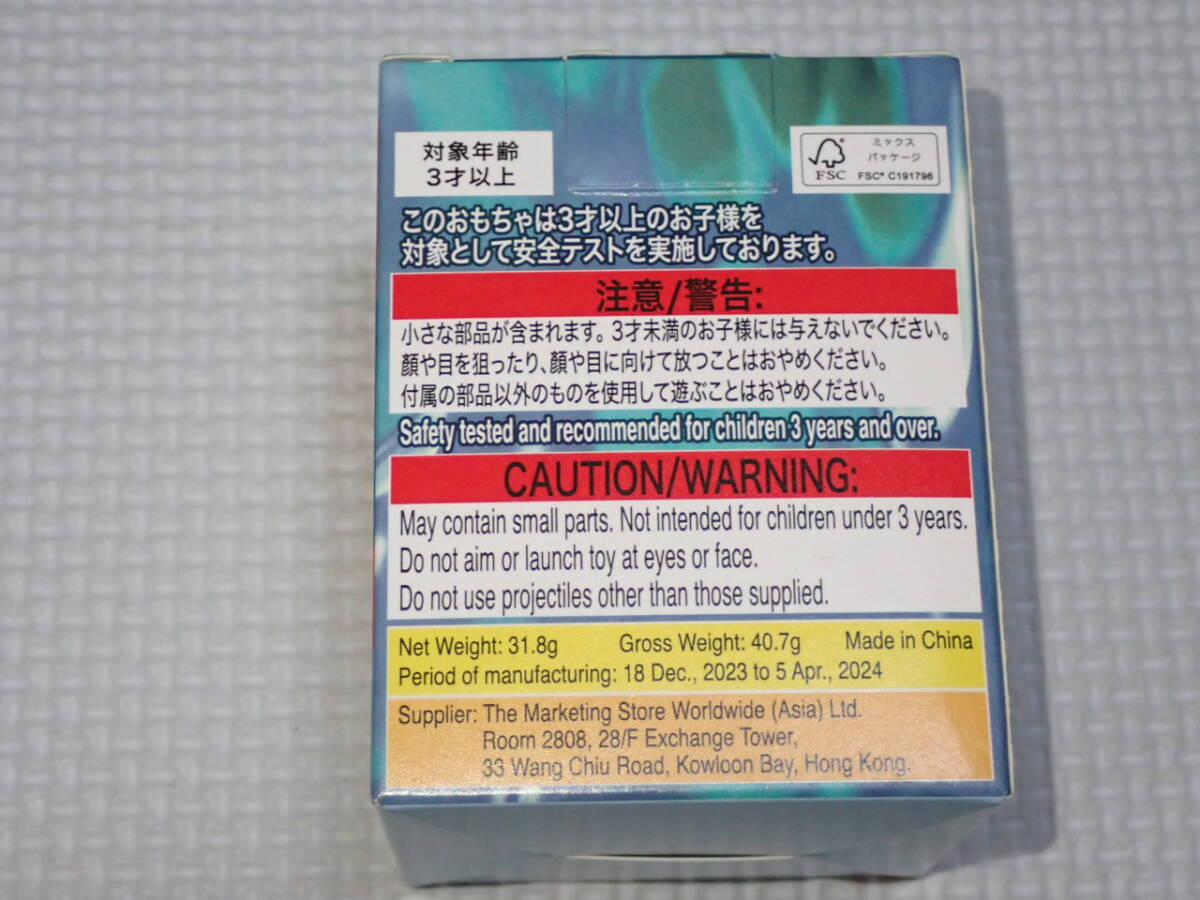 対象年齢
3才以上
ミックス
パッケージ
FSC
FSC® C191796
このおもちゃは3才以上のお子様を
対象として安全テストを実施しております。
注意/警告:
小さな部品が含まれます。3才未満のお子様には与えないでください。
顔や目を狙ったり、顔や目に向けて放つことはおやめください。
付属の部品以外のものを使用して遊ぶことはおやめください。
Safety tested and recommended for children 3 years and over.
CAUTION/WARNING:
May contain small parts. Not intended for children under 3 years.
Do not aim or launch toy at eyes or face.
Do not use projectiles other than those supplied.
Net Weight: 31.8g Gross Weight: 40.7g Made in China
Period of manufacturing: 18 Dec., 2023 to 5 Apr., 2024
Supplier: The Marketing Store Worldwide (Asia) Ltd.
Room 2808, 28/F Exchange Tower,
33 Wang Chiu Road, Kowloon Bay, Hong Kong.